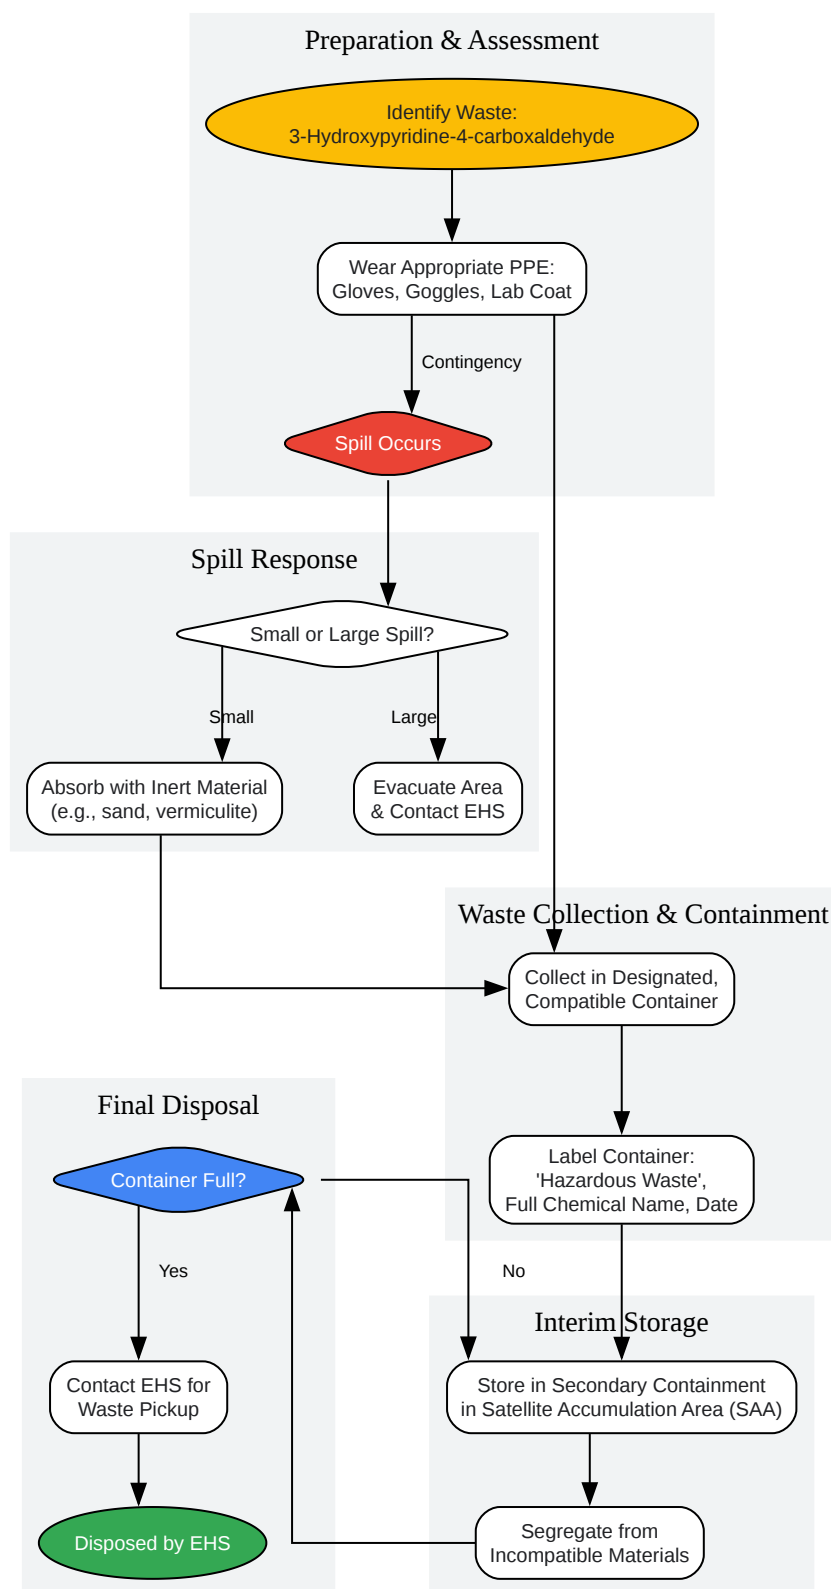 Preparation & Assessment
Identify Waste:
3-Hydroxypyridine-4-carboxaldehyde
Wear Appropriate PPE:
Gloves, Goggles, Lab Coat
Contingency
Spill Occurs
Spill Response
Small or Large Spill?
Small
Large
Absorb with Inert Material
(e.g., sand, vermiculite)
Evacuate Area
& Contact EHS
Waste Collection & Containment
Collect in Designated,
Compatible Container
Label Container:
'Hazardous Waste',
Full Chemical Name, Date
Final Disposal
Container Full?
Yes
No
Interim Storage
Store in Secondary Containment
in Satellite Accumulation Area (SAA)
Contact EHS for
Waste Pickup
Segregate from
Incompatible Materials
Disposed by EHS